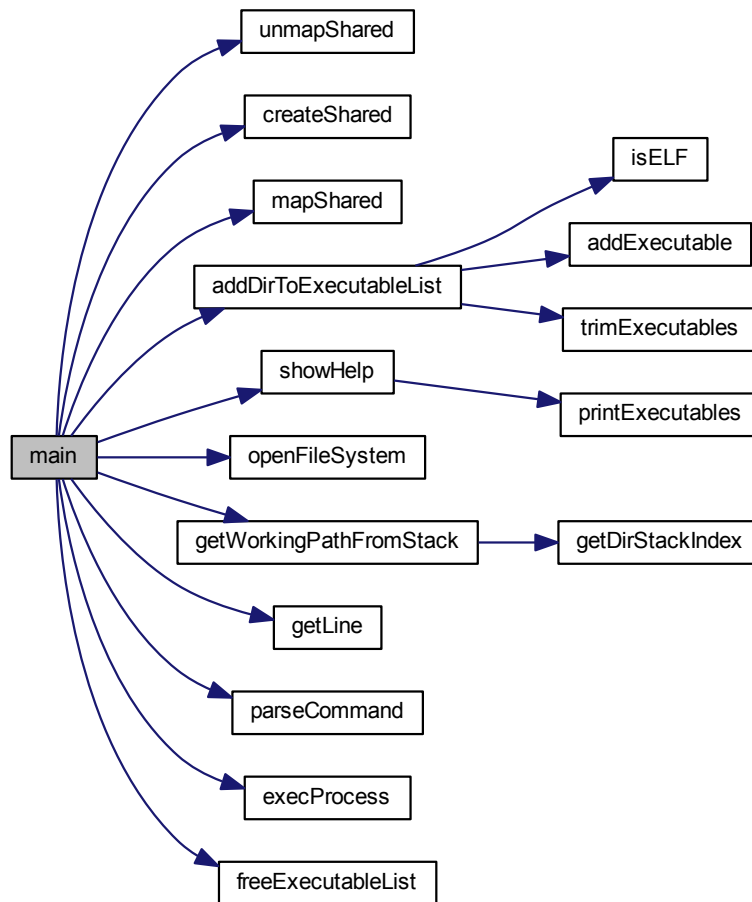 unmapShared
createShared
isELF
mapShared
addExecutable
addDirToExecutableList
trimExecutables
showHelp
printExecutables
main
openFileSystem
getWorkingPathFromStack
getDirStackIndex
getLine
parseCommand
execProcess
freeExecutableList